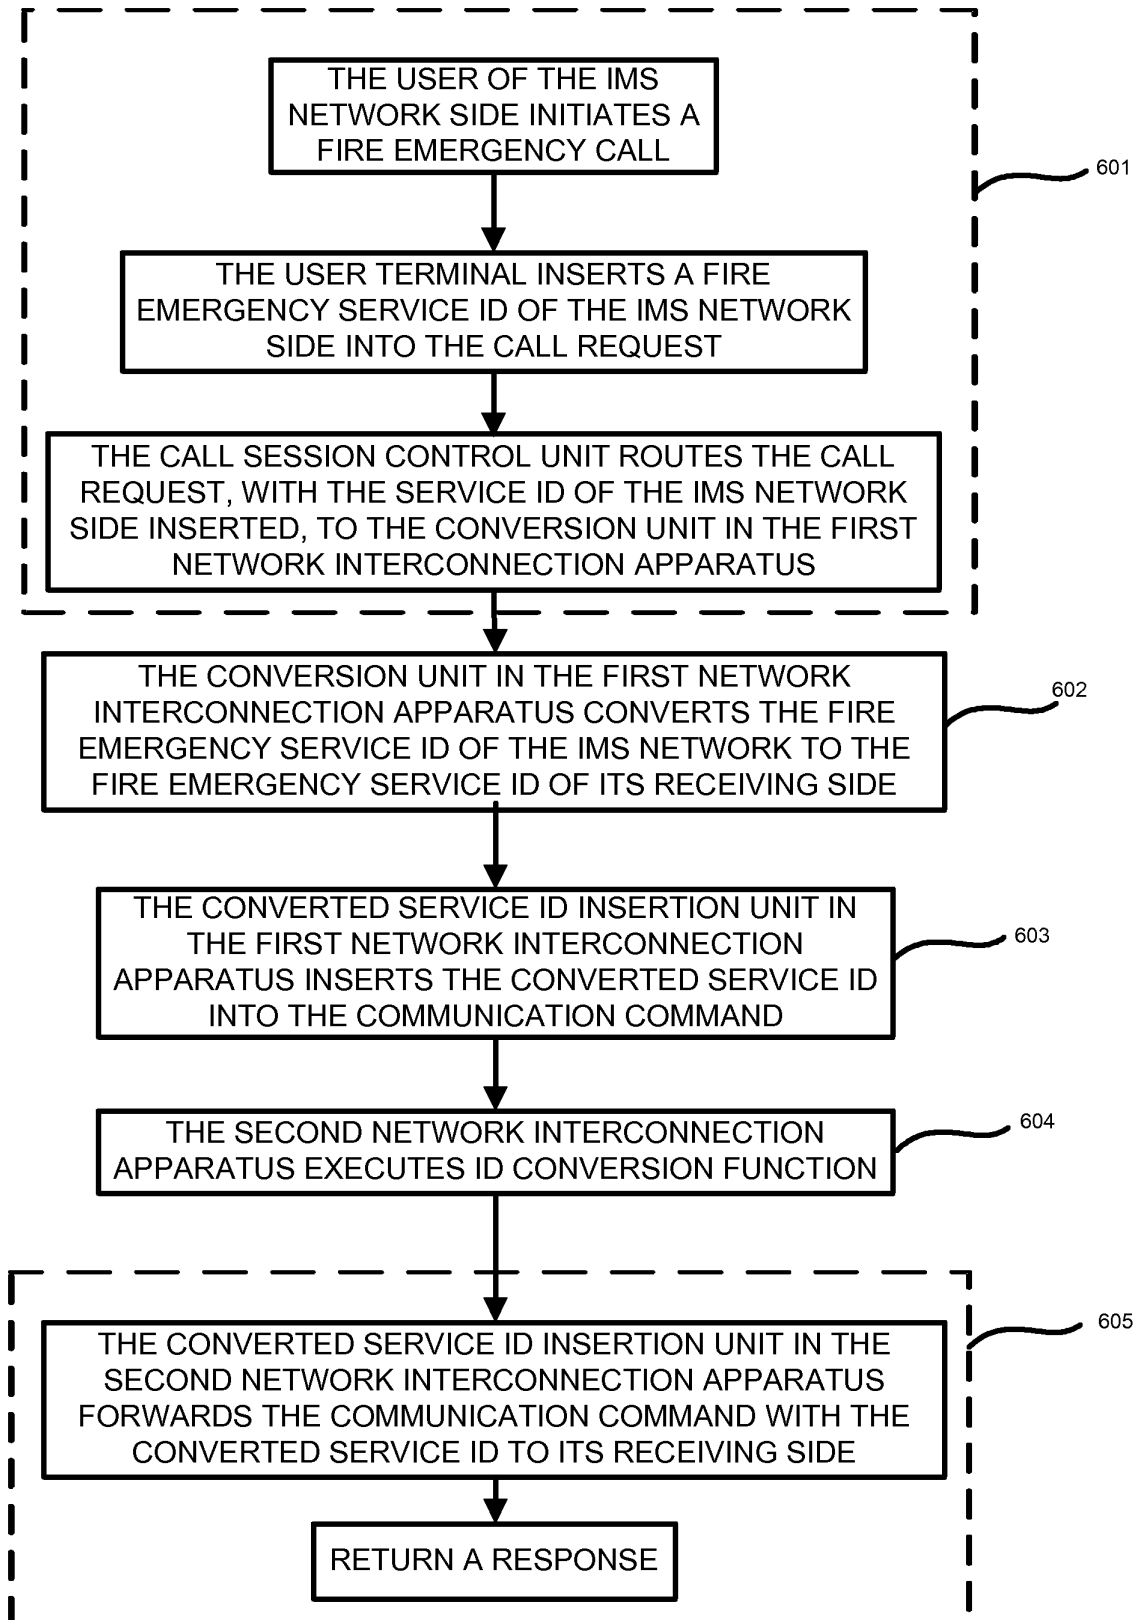 THE USER OF THE IMS
NETWORK SIDE INITIATES A
FIRE EMERGENCY CALL
601
THE USER TERMINAL INSERTS A FIRE
EMERGENCY SERVICE ID OF THE IMS NETWORK
SIDE INTO THE CALL REQUEST
THE CALL SESSION CONTROL UNIT ROUTES THE CALL
REQUEST, WITH THE SERVICE ID OF THE IMS NETWORK
SIDE INSERTED, TO THE CONVERSION UNIT IN THE FIRST
NETWORK INTERCONNECTION APPARATUS
THE CONVERSION UNIT IN THE FIRST NETWORK
INTERCONNECTION APPARATUS CONVERTS THE FIRE
EMERGENCY SERVICE ID OF THE IMS NETWORK TO THE
FIRE EMERGENCY SERVICE ID OF ITS RECEIVING SIDE
602
THE CONVERTED SERVICE ID INSERTION UNIT IN
THE FIRST NETWORK INTERCONNECTION
APPARATUS INSERTS THE CONVERTED SERVICE ID
INTO THE COMMUNICATION COMMAND
603
THE SECOND NETWORK INTERCONNECTION
APPARATUS EXECUTES ID CONVERSION FUNCTION
604
THE CONVERTED SERVICE ID INSERTION UNIT IN THE
SECOND NETWORK INTERCONNECTION APPARATUS
FORWARDS THE COMMUNICATION COMMAND WITH THE
CONVERTED SERVICE ID TO ITS RECEIVING SIDE
605
RETURN A RESPONSE